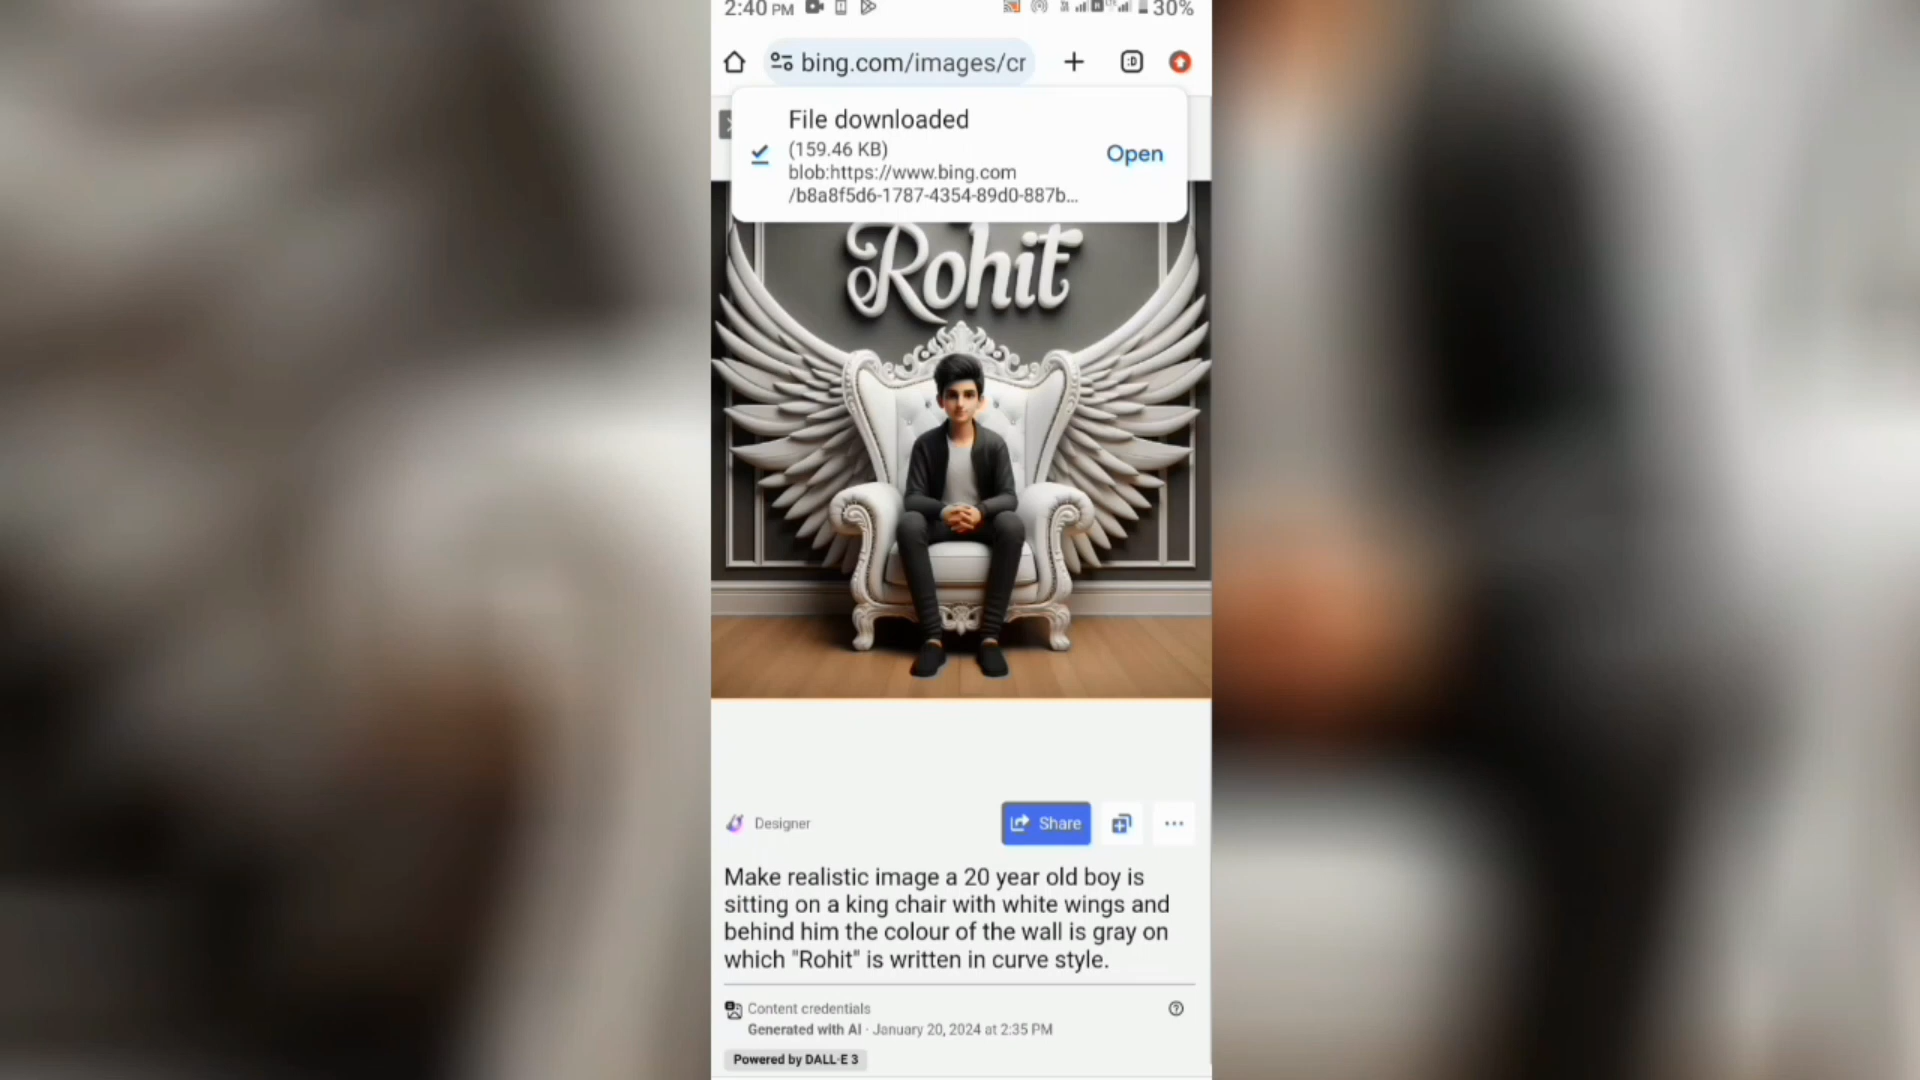 2:40 PM
30%
bing.com/images/cr
:D
File downloaded
(159.46 KB)
Open
blob:https://www.bing.com
/b8a8f5d6-1787-4354-89d0-887b...
Rohit
Designer
Share
Make realistic image a 20 year old boy is
sitting on a king chair with white wings and
behind him the colour of the wall is gray on
which "Rohit" is written in curve style.
Content credentials
Generated with AI · January 20, 2024 at 2:35 PM
Powered by DALL·E 3